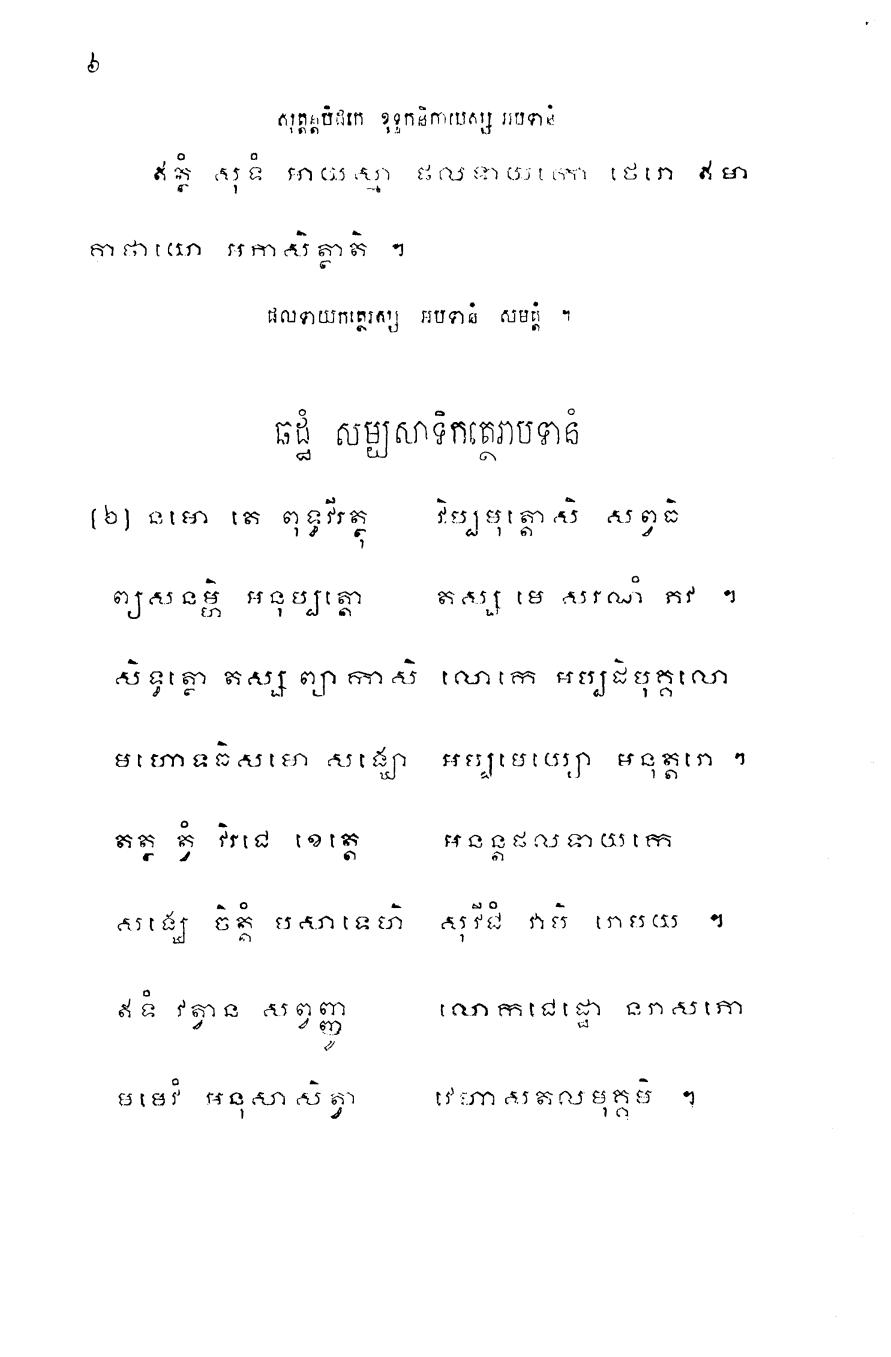 ៦
សុត្តន្តបិដកេ ខុទ្ទកនិកាយស្ស អបទានំ
ឥត្ថំ សុទំ អាយស្មា ផលទាយកោ ថេរោ ឥមា
គាថាយោ អភាសិត្ថាតិ ។
ផលទាយកត្ថេរស្ស អបទានំ សមត្តំ ។
ឆដ្ឋំ សម្បសាទិកត្ថេរាបទានំ
(៦) នមោ តេ ពុទ្ធវីរត្ថុ វិប្បមុត្តោសិ សព្វធិ
ព្យសនម្ហិ អនុប្បត្តោ តស្ស មេ សរណំ ភវ ។
សិទ្ធត្ថោ តស្ស ព្យាកាសិ លោកេ អប្បដិបុគ្គលោ
មហោទធិសមោ សង្ឃោ អប្បមេយ្យោ អនុត្តរោ ។
តត្ថ ត្វំ វិរជេ ខេត្តេ អនន្តផលទាយកេ
សង្ឃេ ចិត្តំ បសាទេហិ សុវីជំ វាបិ រោបយ ។
ឥទំ វត្វាន សព្វញ្ញូ លោកជេដ្ឋោ នរាសភោ
មមេវំ អនុសាសិត្វា វេហាសតលមុគ្គមិ ។